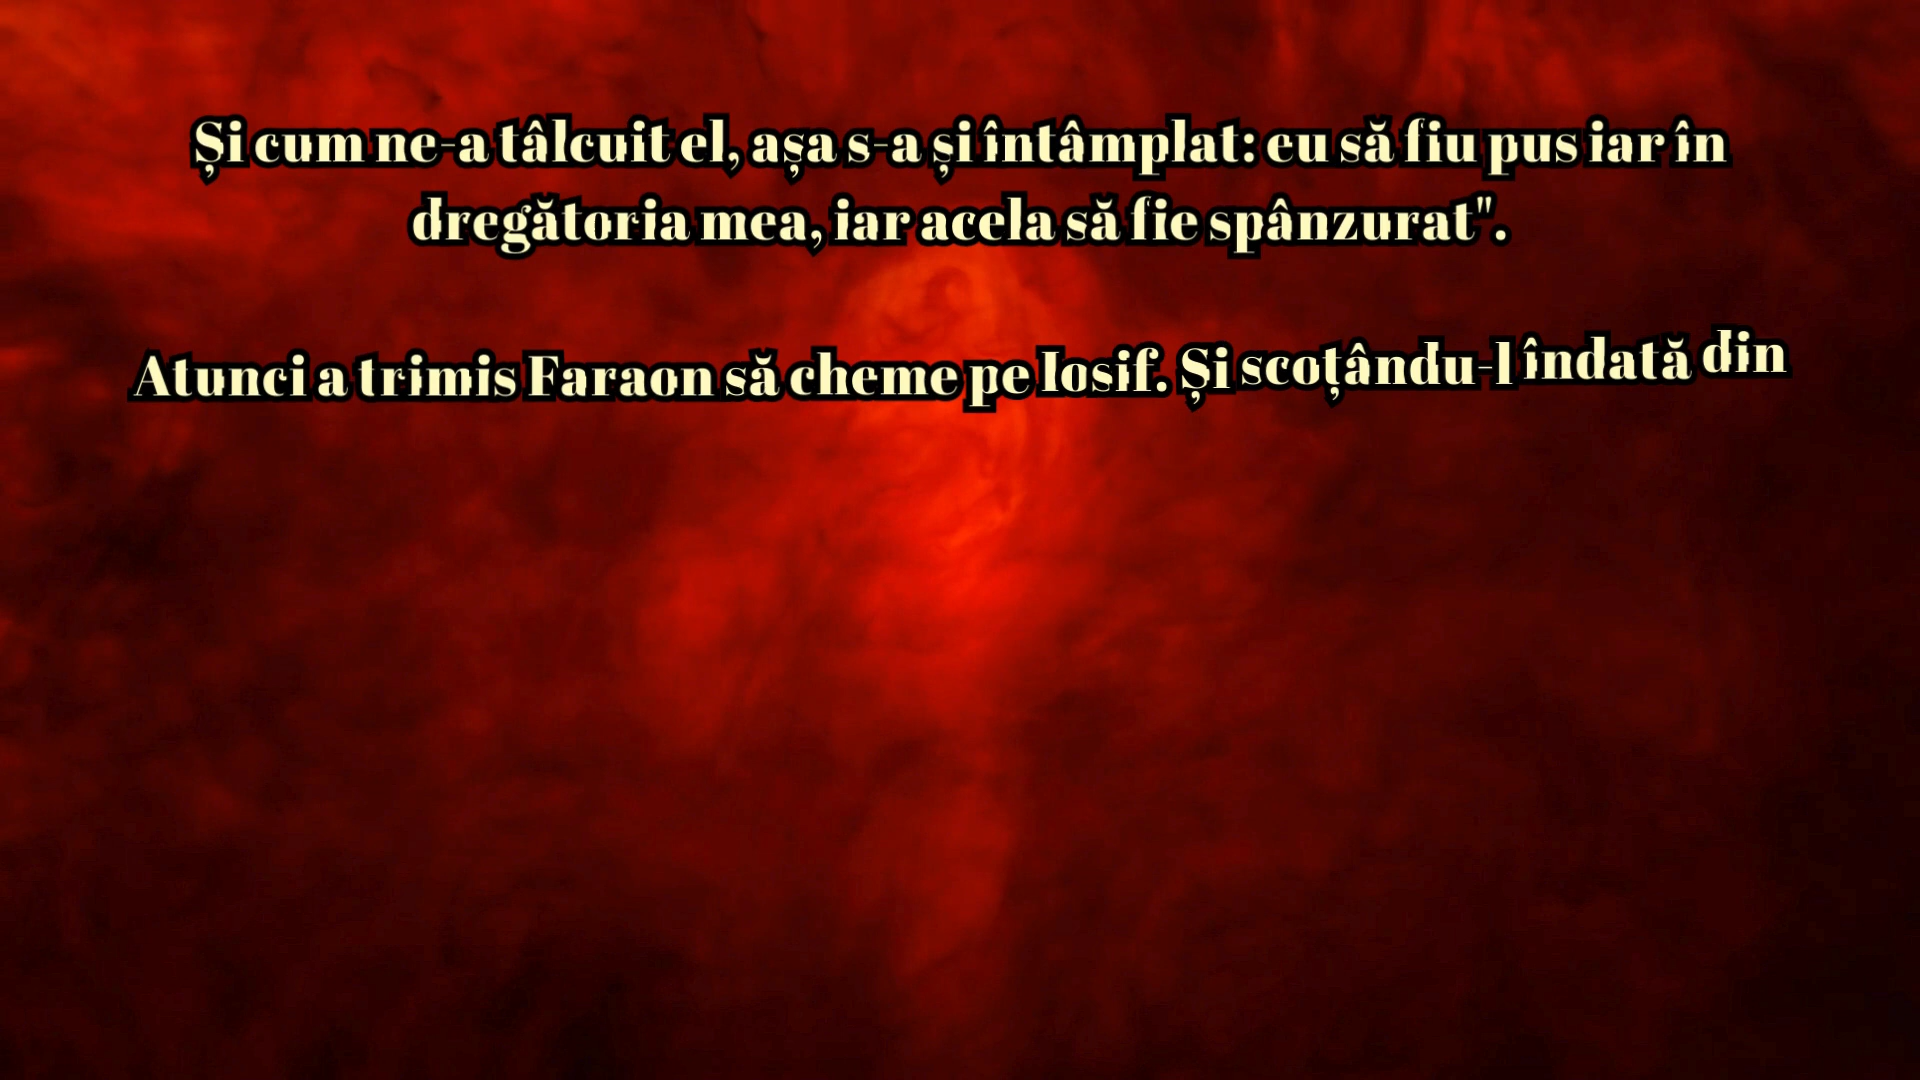 Și cum ne-a tâlcuit el, așa s-a și întâmplat: eu să fiu pus iar în
dregătoria mea, iar acela să fie spânzurat".
Atunci a trimis Faraon să cheme pe Iosif. Și scoțându-l îndată din